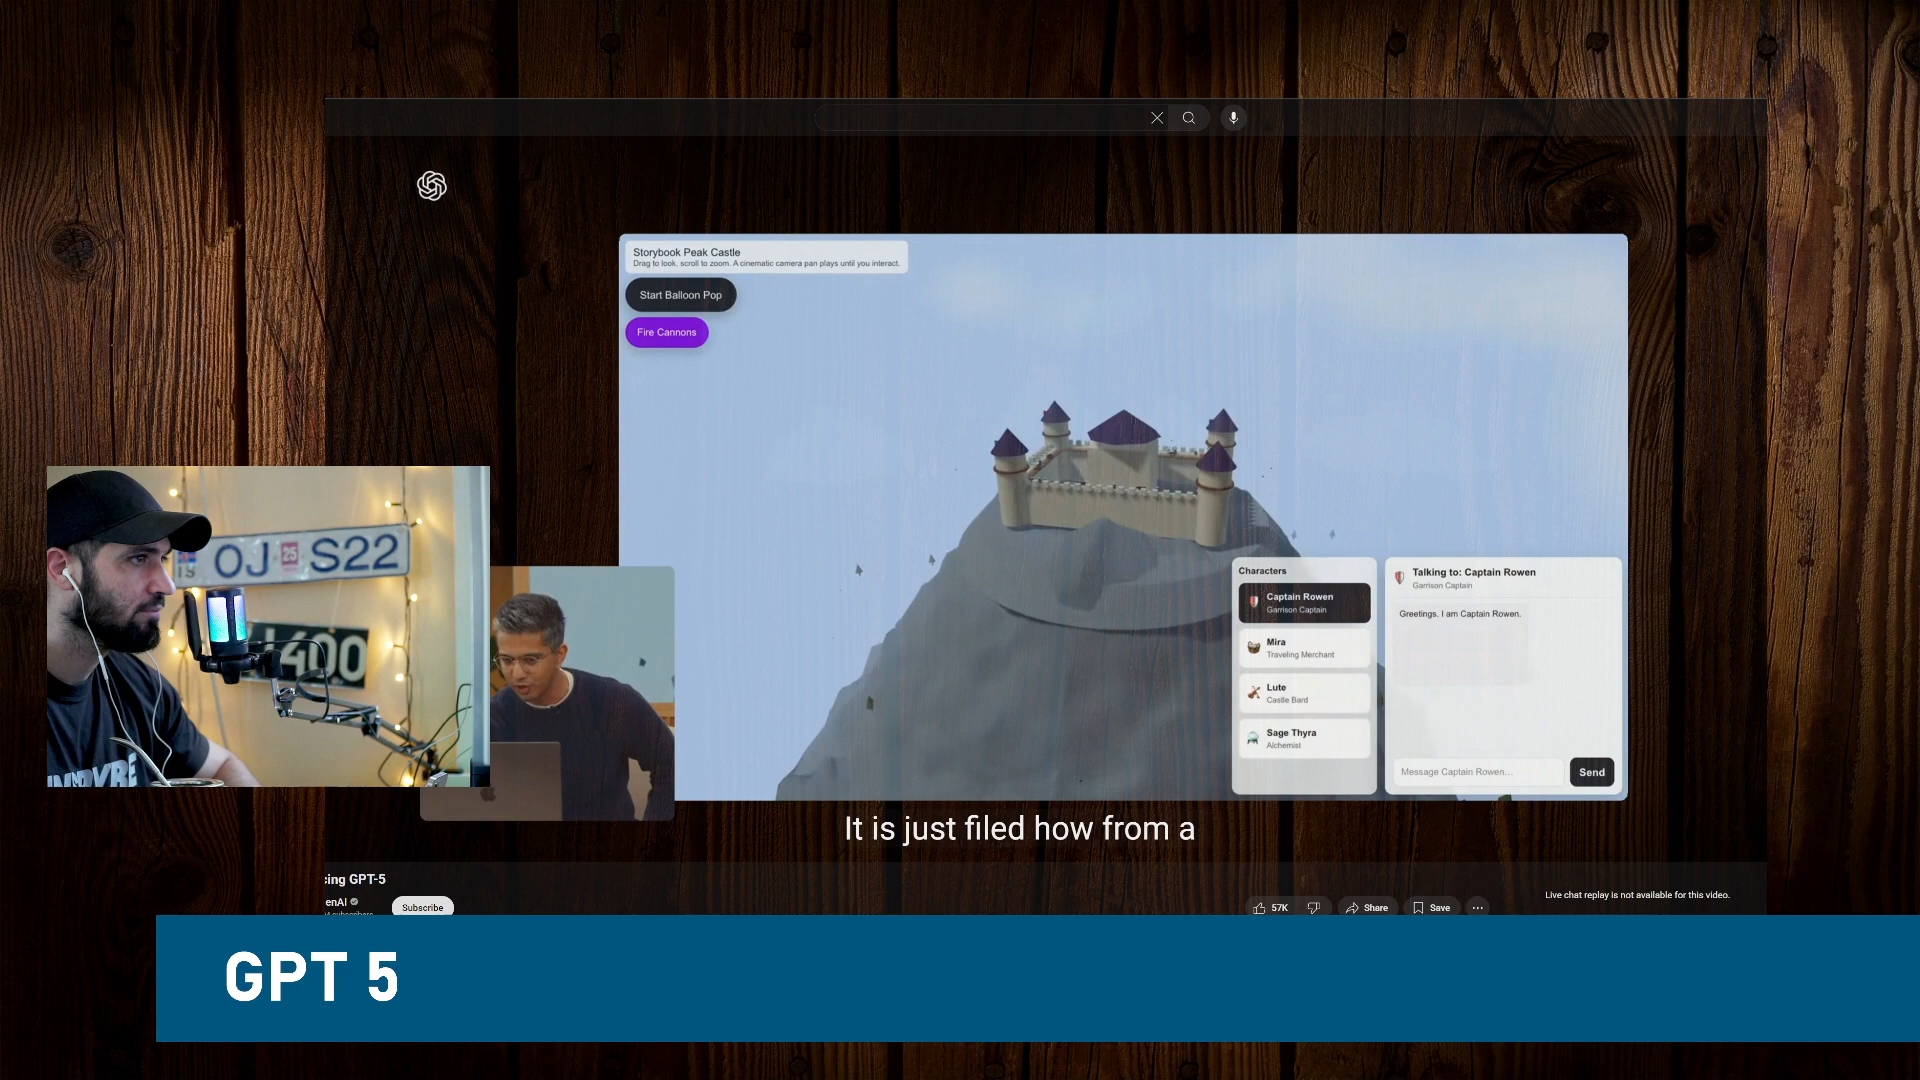 Storybook Peak Castle
Drag to look, scroll to zoom. A cinematic camera pan plays until you interact.
Start Balloon Pop
Fire Cannons
IS OJ 25 S22
400
Characters
Captain Rowen
Garrison Captain
Mira
Traveling Merchant
Lute
Castle Bard
Sage Thyra
Alchemist
Talking to: Captain Rowen
Garrison Captain
Greetings. I am Captain Rowen.
Message Captain Rowen...
Send
It is just filed how from a
cing GPT-5
enAI
Subscribe
57K
Share
Save
Live chat replay is not available for this video.
GPT 5